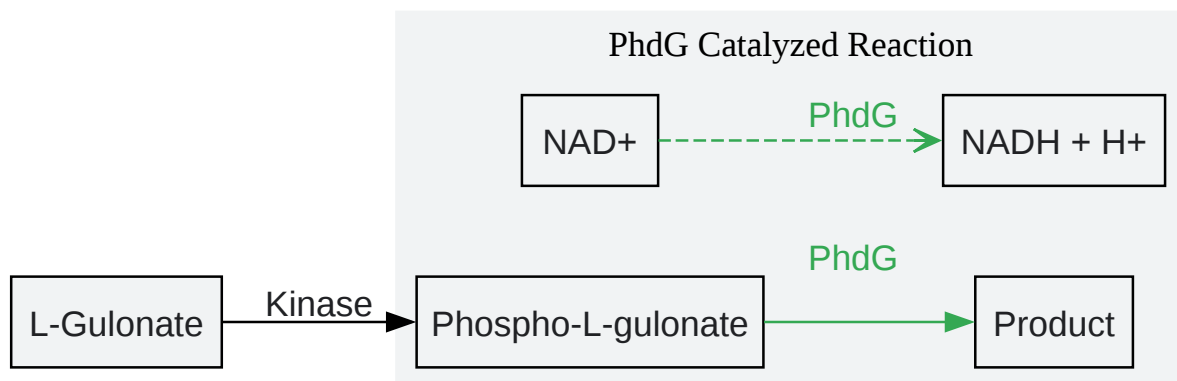 PhdG Catalyzed Reaction
PhdG
NAD+
NADH + H+
PhdG
Kinase
L-Gulonate
Phospho-L-gulonate
Product